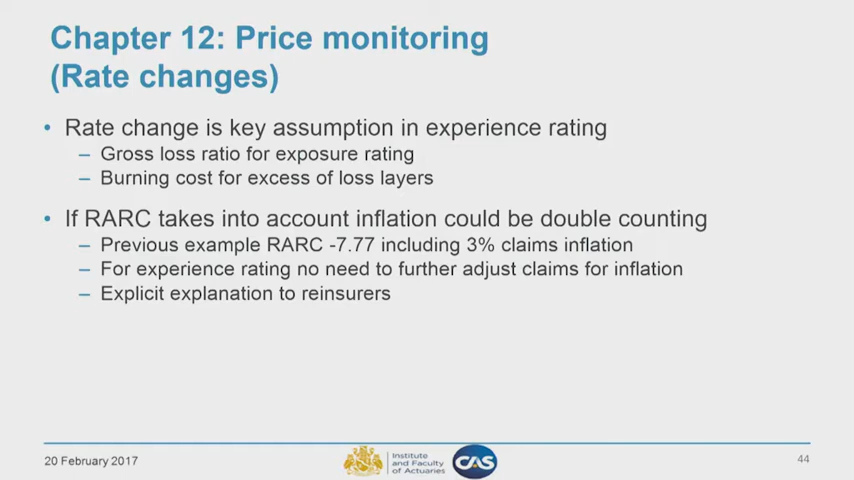 Chapter 12: Price monitoring
(Rate changes)
• Rate change is key assumption in experience rating
– Gross loss ratio for exposure rating
– Burning cost for excess of loss layers
• If RARC takes into account inflation could be double counting
– Previous example RARC -7.77 including 3% claims inflation
– For experience rating no need to further adjust claims for inflation
– Explicit explanation to reinsurers
20 February 2017
Institute
and Faculty
of Actuaries
CAS
44